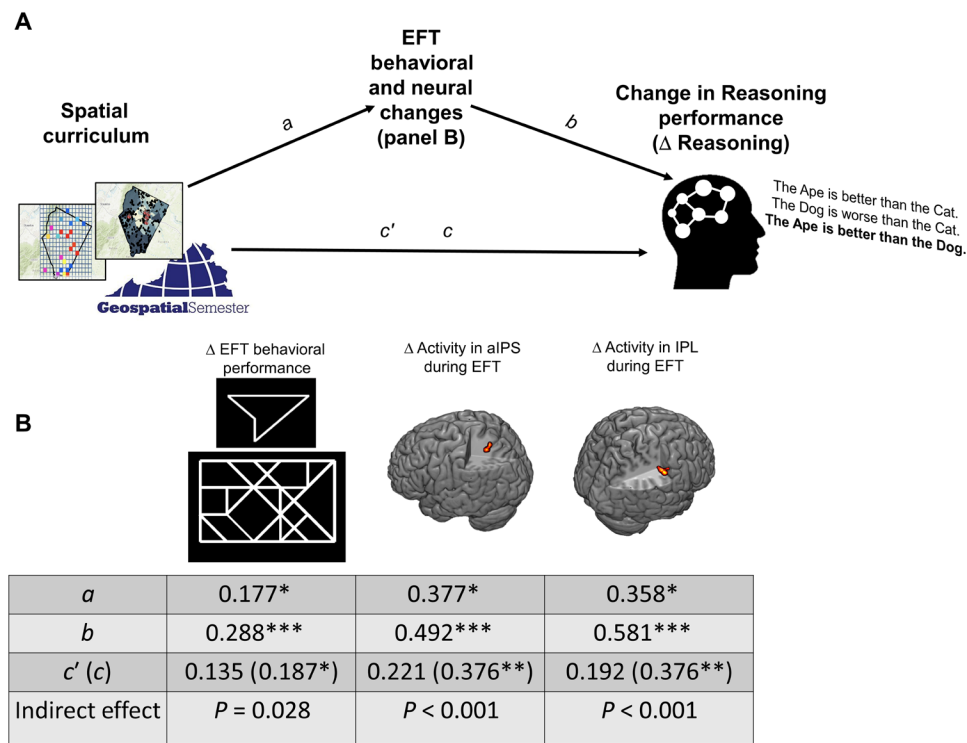 A
EFT
behavioral
and neural
changes
(panel B)
Spatial
curriculum
a
b
Change in Reasoning
performance
(Δ Reasoning)
The Ape is better than the Cat.
The Dog is worse than the Cat.
The Ape is better than the Dog.
c′ c
GeospatialSemester
B
Δ EFT behavioral
performance
Δ Activity in aIPS
during EFT
Δ Activity in IPL
during EFT
a 0.177* 0.377* 0.358*
b 0.288*** 0.492*** 0.581***
c′ (c) 0.135 (0.187*) 0.221 (0.376**) 0.192 (0.376**)
Indirect effect P = 0.028 P < 0.001 P < 0.001